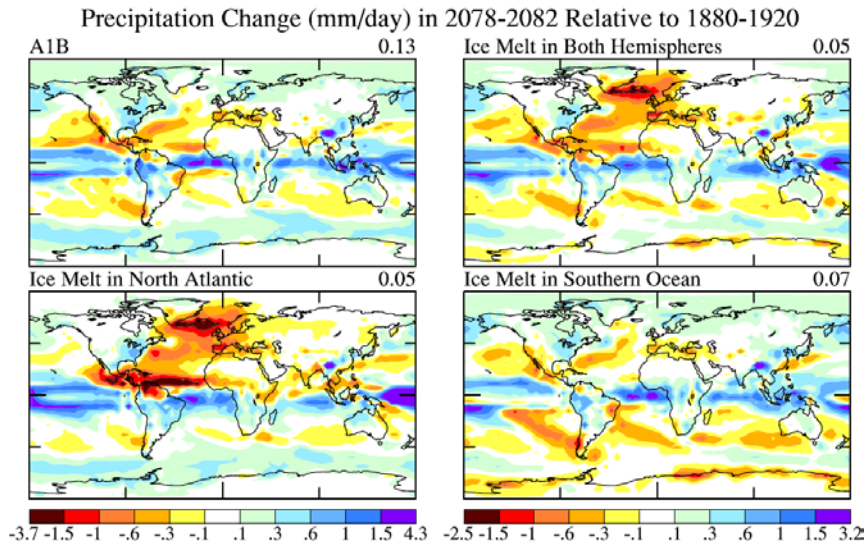 Precipitation Change (mm/day) in 2078-2082 Relative to 1880-1920
A1B 0.13
Ice Melt in Both Hemispheres 0.05
Ice Melt in North Atlantic 0.05
Ice Melt in Southern Ocean 0.07
-3.7 -1.5 -1 -.6 -.3 -.1 .1 .3 .6 1 1.5 4.3
-2.5 -1.5 -1 -.6 -.3 -.1 .1 .3 .6 1 1.5 3.2